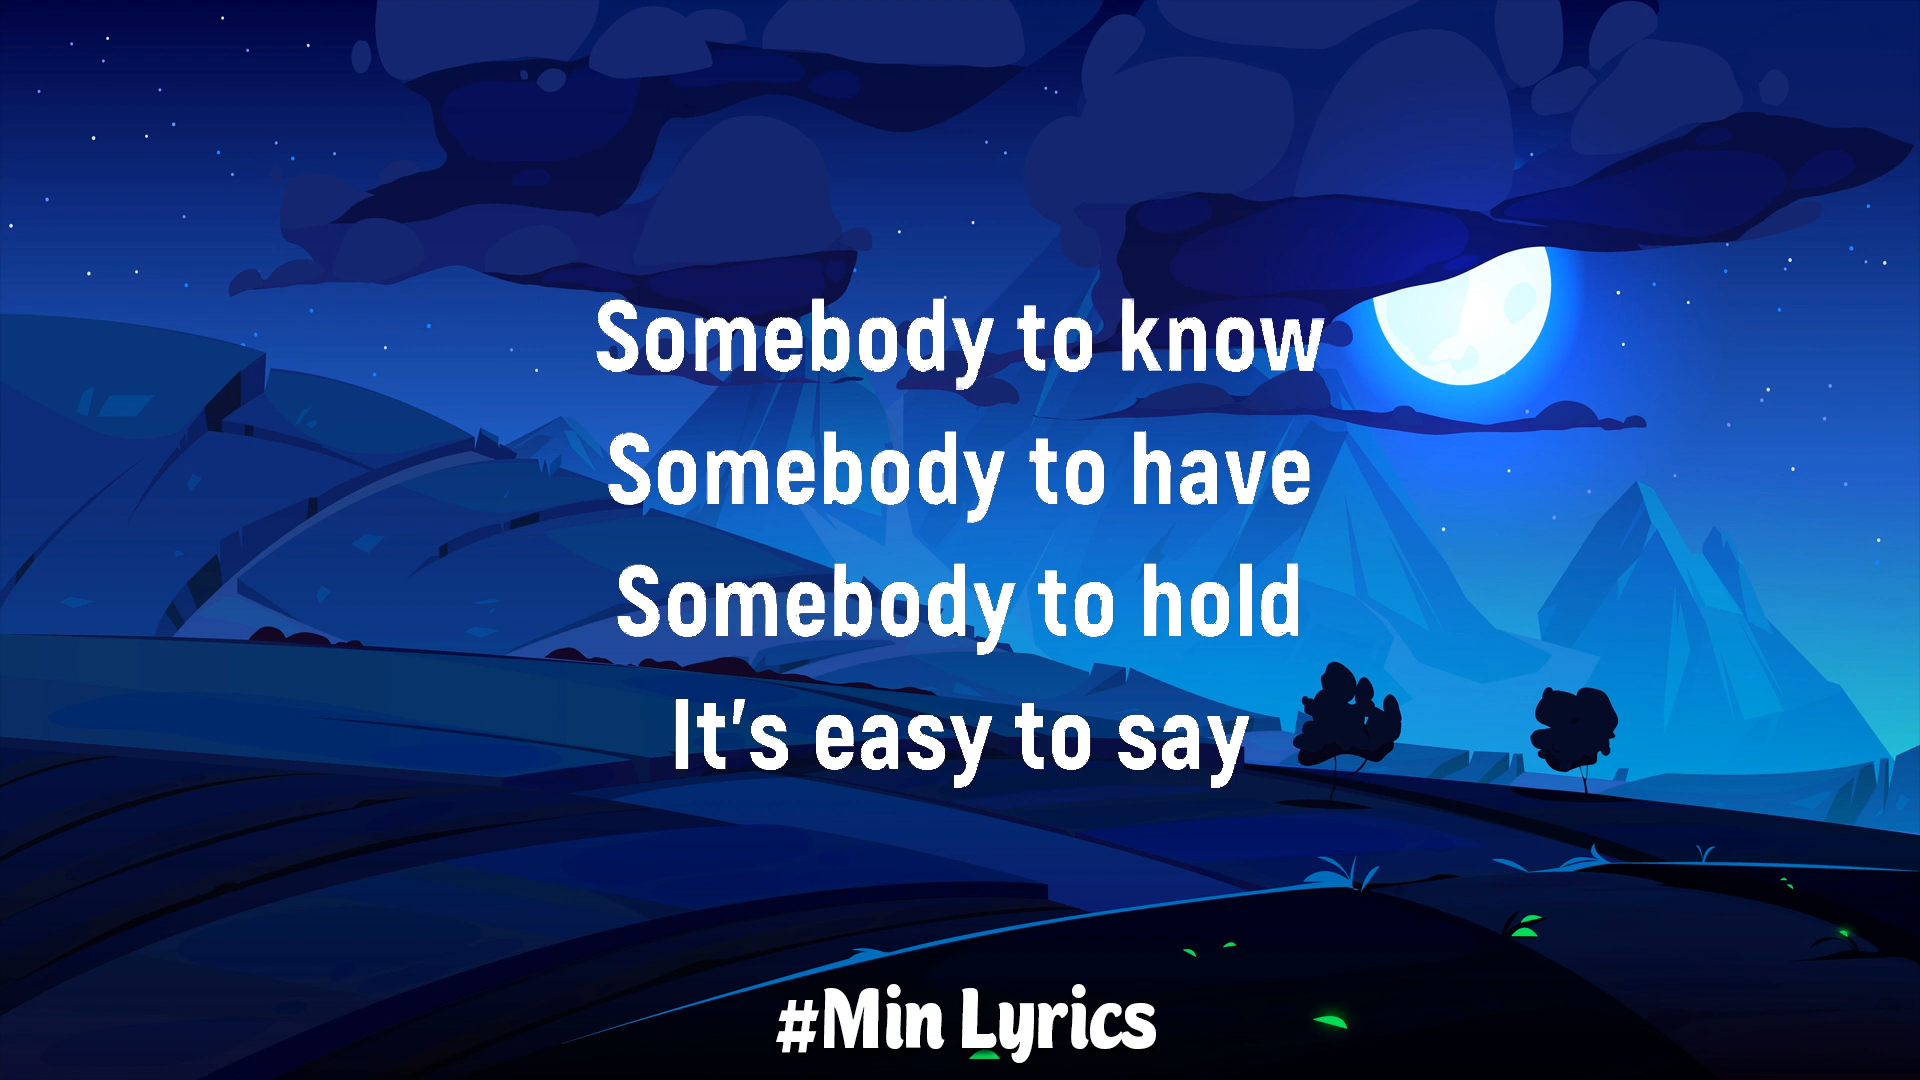 Somebody to know
Somebody to have
Somebody to hold
It's easy to say
#Min Lyrics